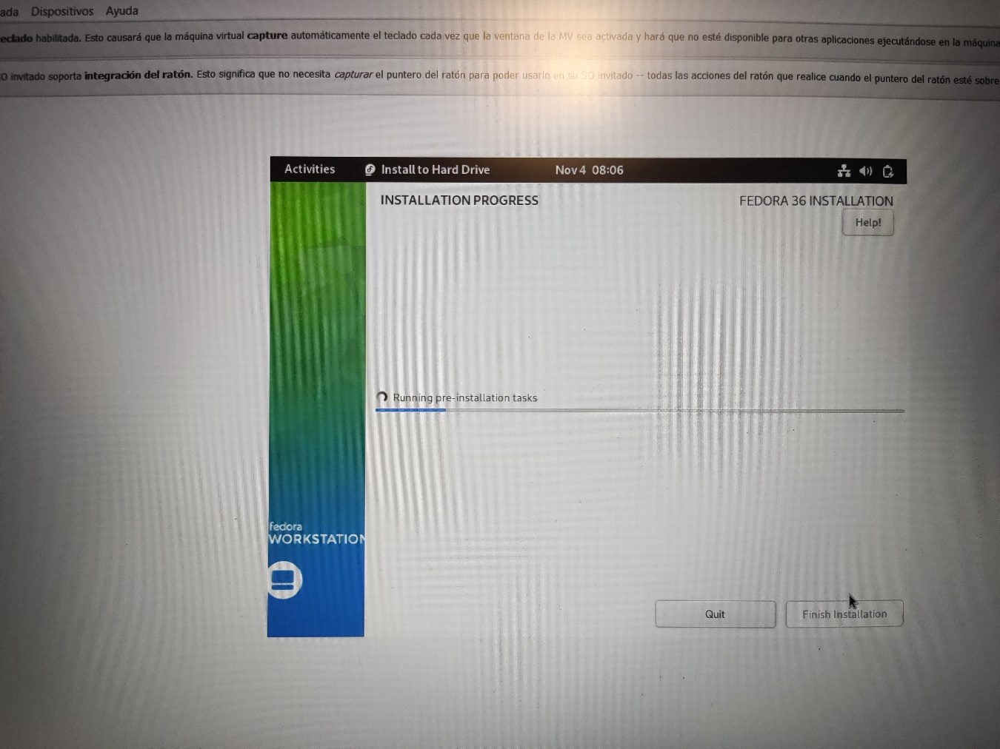 ada Dispositivos Ayuda
eclado habilitada. Esto causará que la máquina virtual capture automáticamente el teclado cada vez que la ventana de la MV sea activada y hará que no esté disponible para otras aplicaciones ejecutándose en la máquina
O invitado soporta integración del ratón. Esto significa que no necesita capturar el puntero del ratón para poder usarlo en su SO invitado -- todas las acciones del ratón que realice cuando el puntero del ratón esté sobre
Activities Install to Hard Drive Nov 4 08:06
INSTALLATION PROGRESS FEDORA 36 INSTALLATION
Help!
Running pre-installation tasks
fedora
WORKSTATION
Quit Finish Installation